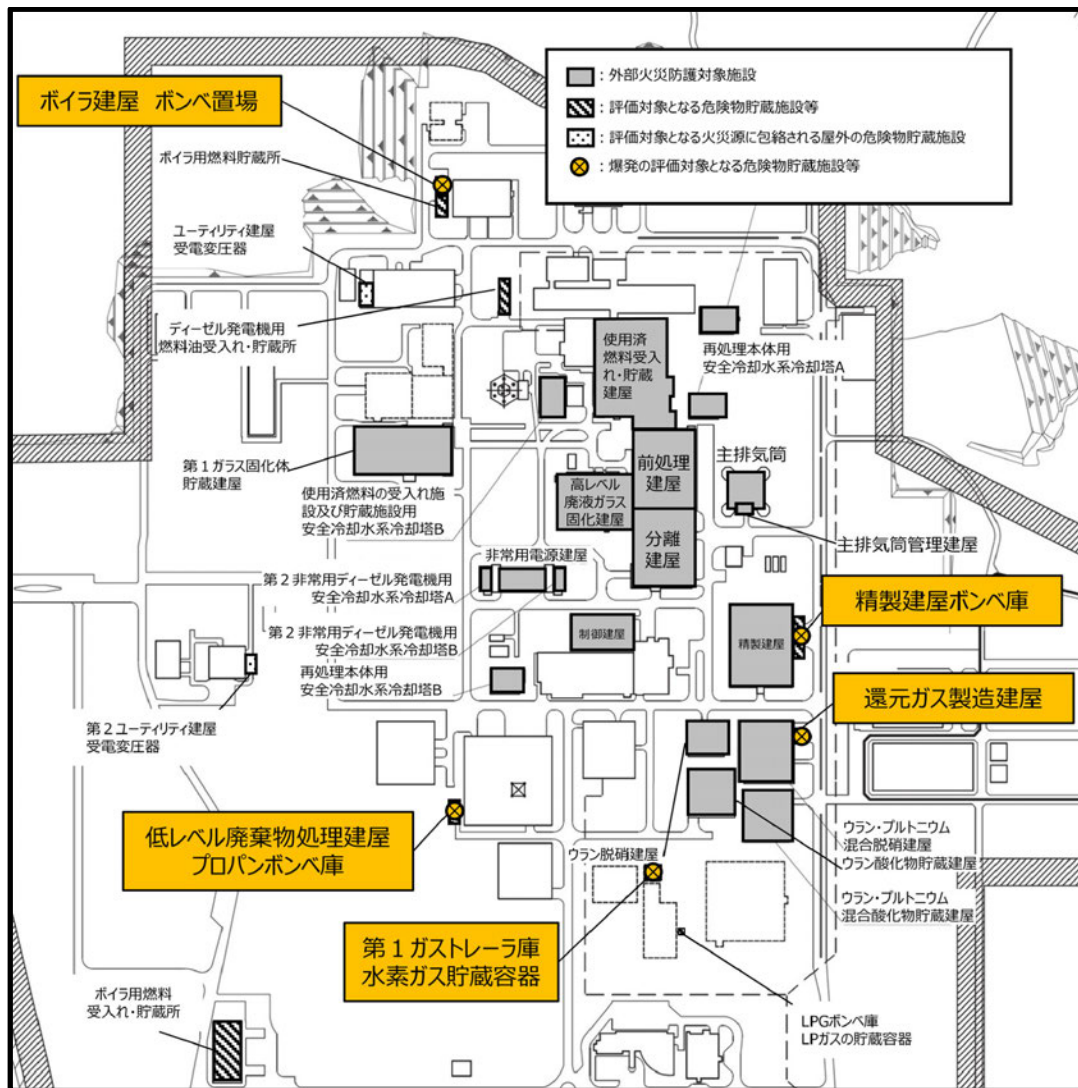 ：外部火災防護対象施設
：評価対象となる危険物貯蔵施設等
：評価対象となる火災源に包絡される屋外の危険物貯蔵施設
：爆発の評価対象となる危険物貯蔵施設等
ボイラ建屋 ボンベ置場
ボイラ用燃料貯蔵所
ユーティリティ建屋
受電変圧器
ディーゼル発電機用
燃料油受入れ・貯蔵所
使用済
燃料受入
れ・貯蔵
建屋
再処理本体用
安全冷却水系冷却塔A
第1ガラス固化体
貯蔵建屋
使用済燃料の受入れ施
設及び貯蔵施設用
安全冷却水系冷却塔B
前処理
建屋
高レベル
廃液ガラス
固化建屋
分離
建屋
主排気筒
主排気筒管理建屋
非常用電源建屋
第2非常用ディーゼル発電機用
安全冷却水系冷却塔A
第2非常用ディーゼル発電機用
安全冷却水系冷却塔B
再処理本体用
安全冷却水系冷却塔B
制御建屋
精製建屋
精製建屋ボンベ庫
還元ガス製造建屋
第2ユーティリティ建屋
受電変圧器
低レベル廃棄物処理建屋
プロパンボンベ庫
ウラン脱硝建屋
ウラン・プルトニウム
混合脱硝建屋
ウラン酸化物貯蔵建屋
ウラン・プルトニウム
混合酸化物貯蔵建屋
第1ガストレーラ庫
水素ガス貯蔵容器
ボイラ用燃料
受入れ・貯蔵所
LPGボンベ庫
LPガスの貯蔵容器